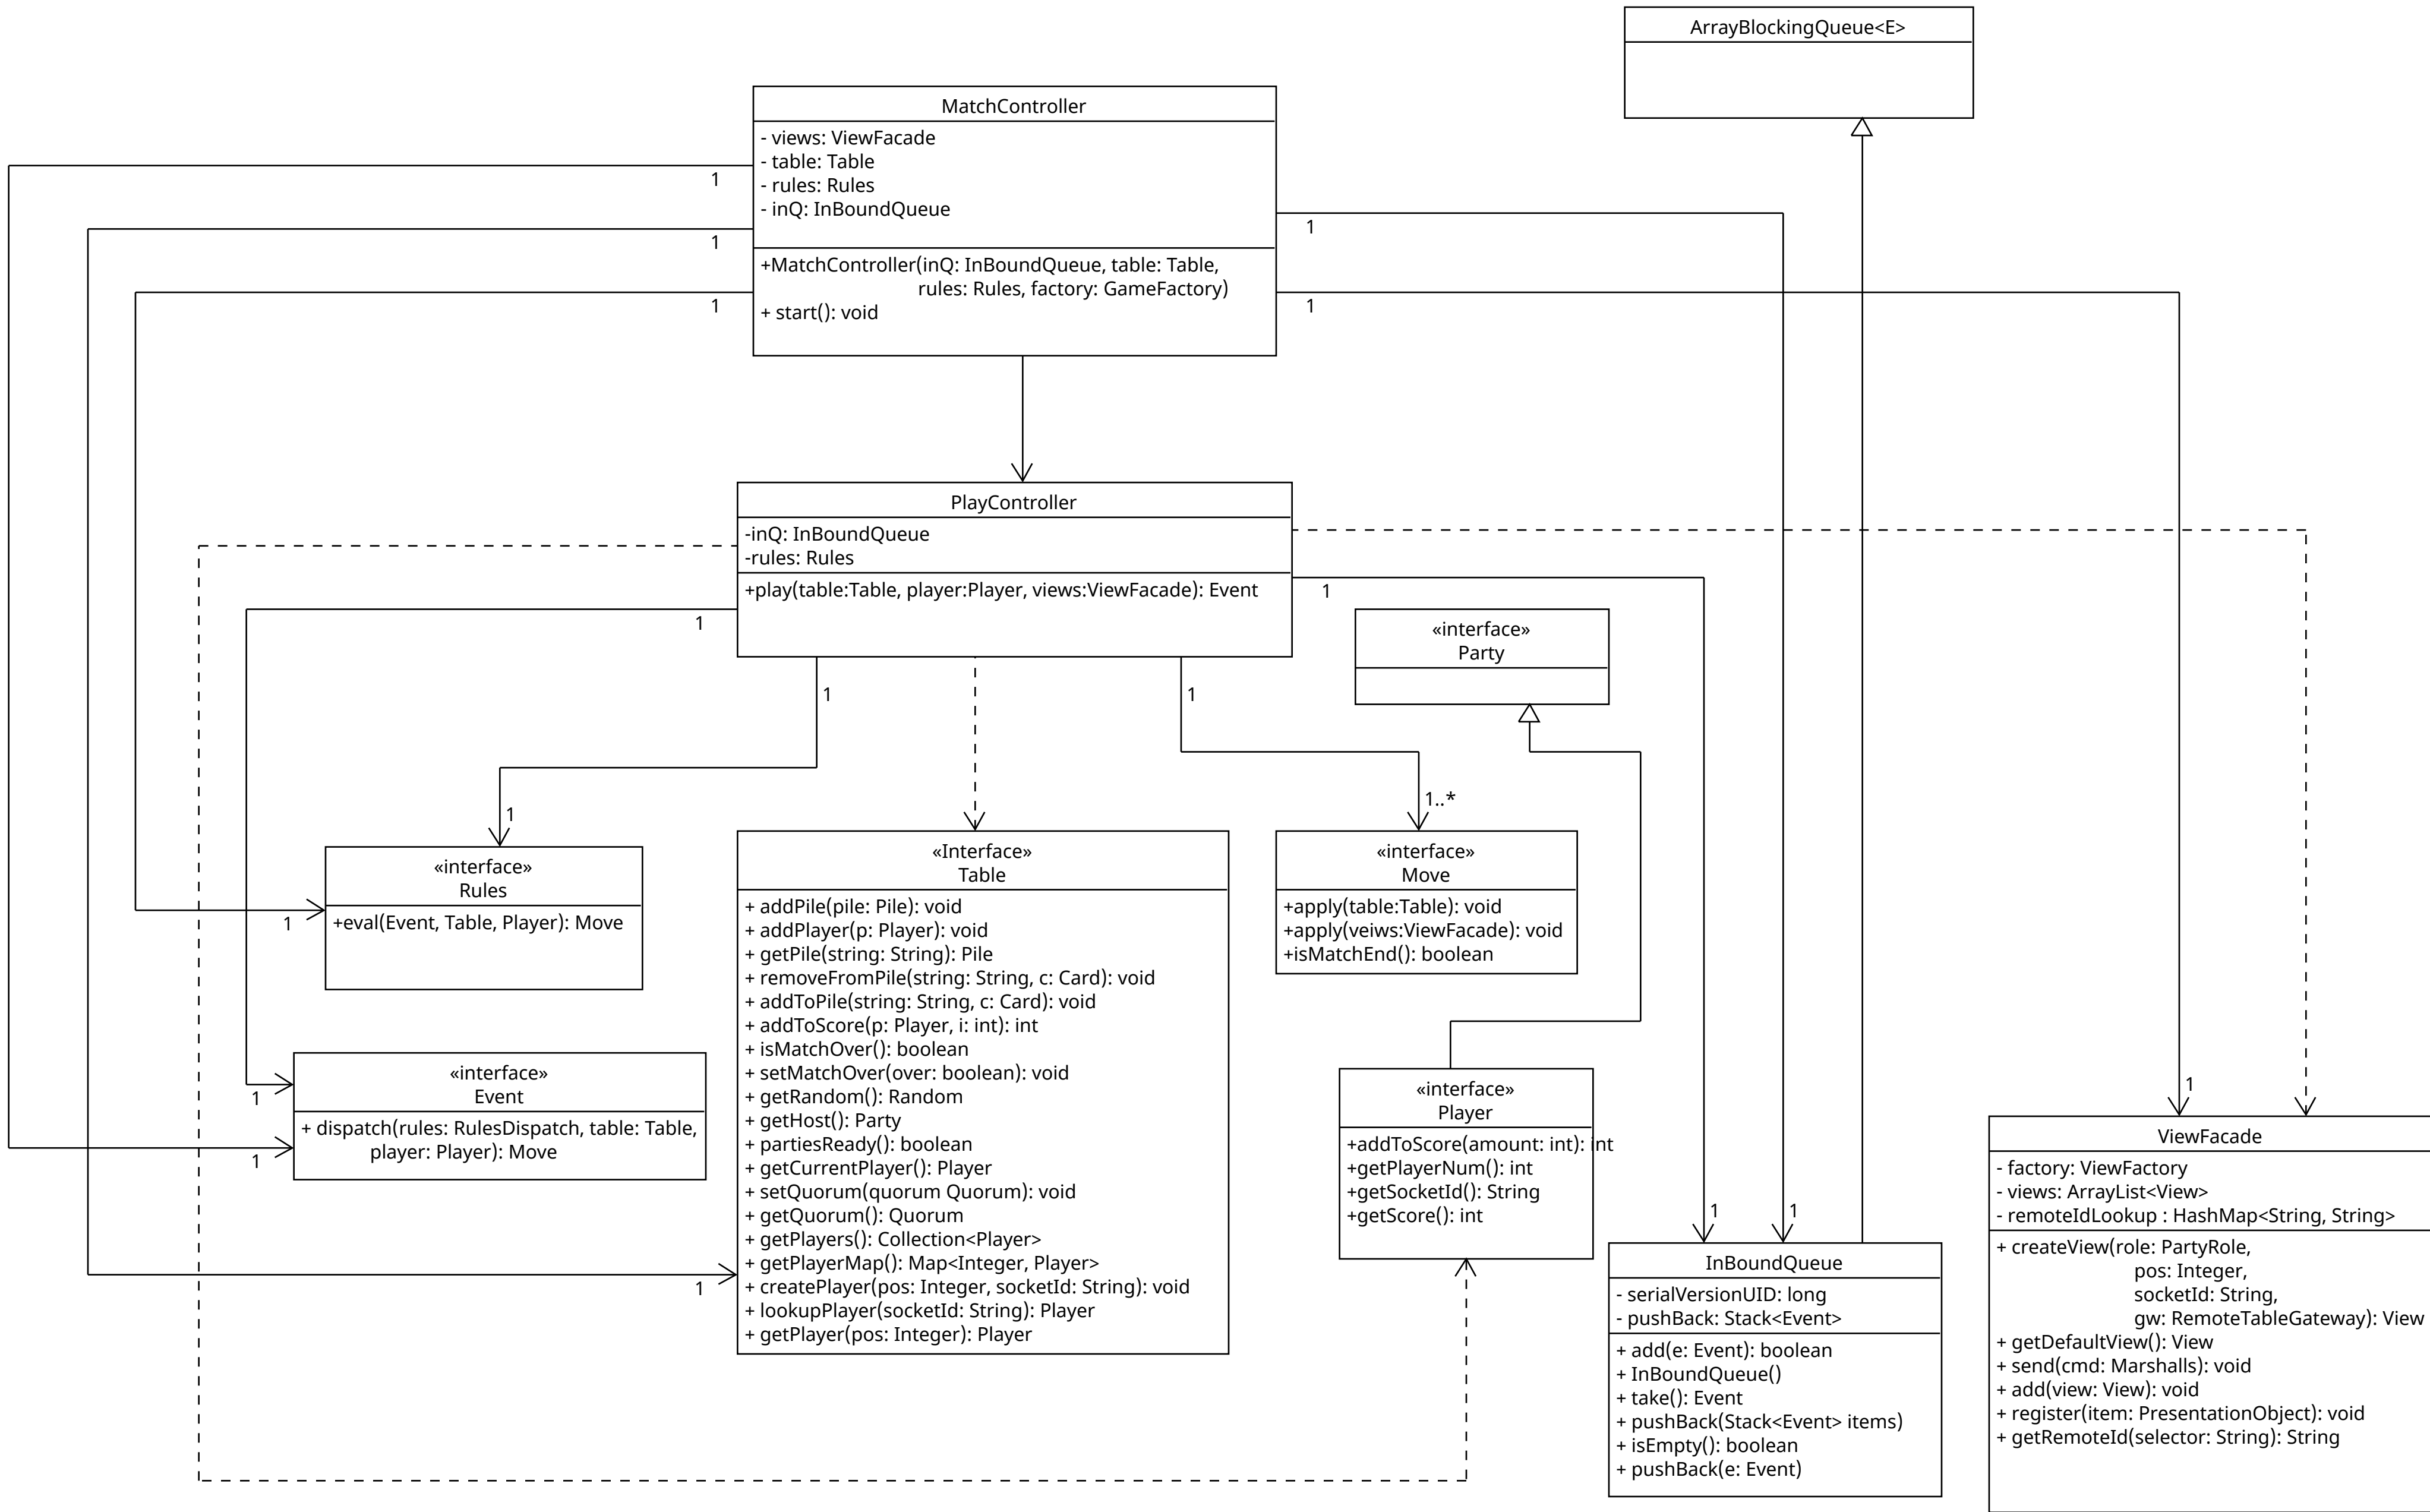 ArrayBlockingQueue<E>
MatchController
- views: ViewFacade
- table: Table
- rules: Rules
- inQ: InBoundQueue
+MatchController(inQ: InBoundQueue, table: Table,
rules: Rules, factory: GameFactory)
+ start(): void
1
1
1
1
1
PlayController
-inQ: InBoundQueue
-rules: Rules
+play(table:Table, player:Player, views:ViewFacade): Event
1
1
1
1
«interface»
Party
1
1..*
1
«interface»
Rules
+eval(Event, Table, Player): Move
«interface»
Event
+ dispatch(rules: RulesDispatch, table: Table,
player: Player): Move
1
1
«Interface»
Table
+ addPile(pile: Pile): void
+ addPlayer(p: Player): void
+ getPile(string: String): Pile
+ removeFromPile(string: String, c: Card): void
+ addToPile(string: String, c: Card): void
+ addToScore(p: Player, i: int): int
+ isMatchOver(): boolean
+ setMatchOver(over: boolean): void
+ getRandom(): Random
+ getHost(): Party
+ partiesReady(): boolean
+ getCurrentPlayer(): Player
+ setQuorum(quorum Quorum): void
+ getQuorum(): Quorum
+ getPlayers(): Collection<Player>
+ getPlayerMap(): Map<Integer, Player>
+ createPlayer(pos: Integer, socketId: String): void
+ lookupPlayer(socketId: String): Player
+ getPlayer(pos: Integer): Player
1
«interface»
Move
+apply(table:Table): void
+apply(veiws:ViewFacade): void
+isMatchEnd(): boolean
«interface»
Player
+addToScore(amount: int): int
+getPlayerNum(): int
+getSocketId(): String
+getScore(): int
1
1
InBoundQueue
- serialVersionUID: long
- pushBack: Stack<Event>
+ add(e: Event): boolean
+ InBoundQueue()
+ take(): Event
+ pushBack(Stack<Event> items)
+ isEmpty(): boolean
+ pushBack(e: Event)
1
ViewFacade
- factory: ViewFactory
- views: ArrayList<View>
- remoteIdLookup : HashMap<String, String>
+ createView(role: PartyRole,
pos: Integer,
socketId: String,
gw: RemoteTableGateway): View
+ getDefaultView(): View
+ send(cmd: Marshalls): void
+ add(view: View): void
+ register(item: PresentationObject): void
+ getRemoteId(selector: String): String